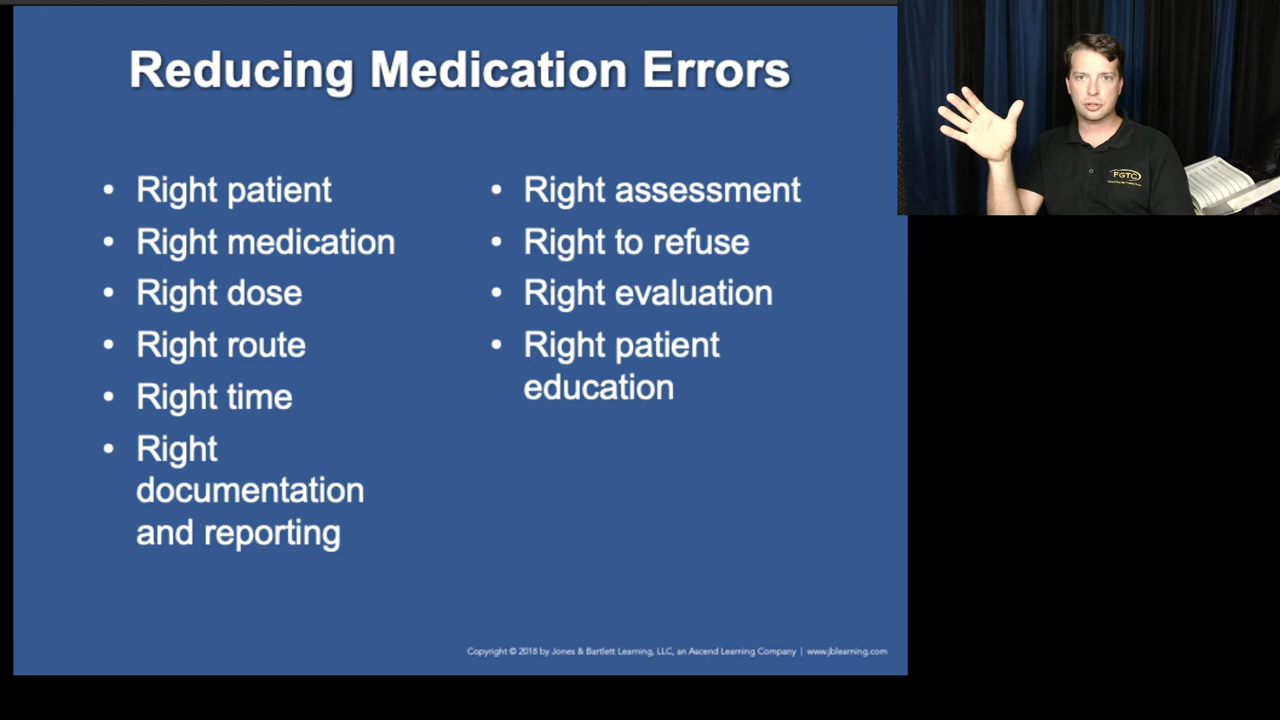 Reducing Medication Errors
• Right patient
• Right medication
• Right dose
• Right route
• Right time
• Right
documentation
and reporting
• Right assessment
• Right to refuse
• Right evaluation
• Right patient
education
Copyright © 2018 by Jones & Bartlett Learning, LLC, an Ascend Learning Company | www.jblearning.com
FGTC